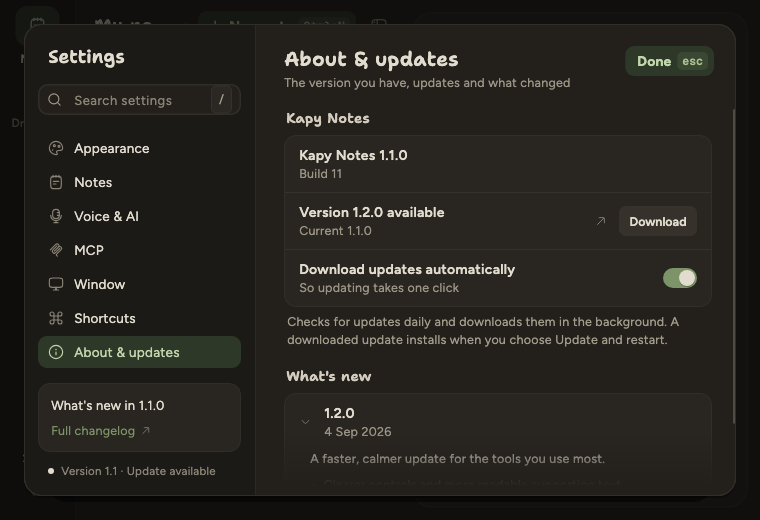 Settings
Search settings
/
Appearance
Notes
Voice & AI
MCP
Window
Shortcuts
About & updates
What's new in 1.1.0
Full changelog
Version 1.1 · Update available
About & updates
The version you have, updates and what changed
Done esc
Kapy Notes
Kapy Notes 1.1.0
Build 11
Version 1.2.0 available
Current 1.1.0
Download
Download updates automatically
So updating takes one click
Checks for updates daily and downloads them in the background. A
downloaded update installs when you choose Update and restart.
What's new
1.2.0
4 Sep 2026
A faster, calmer update for the tools you use most.